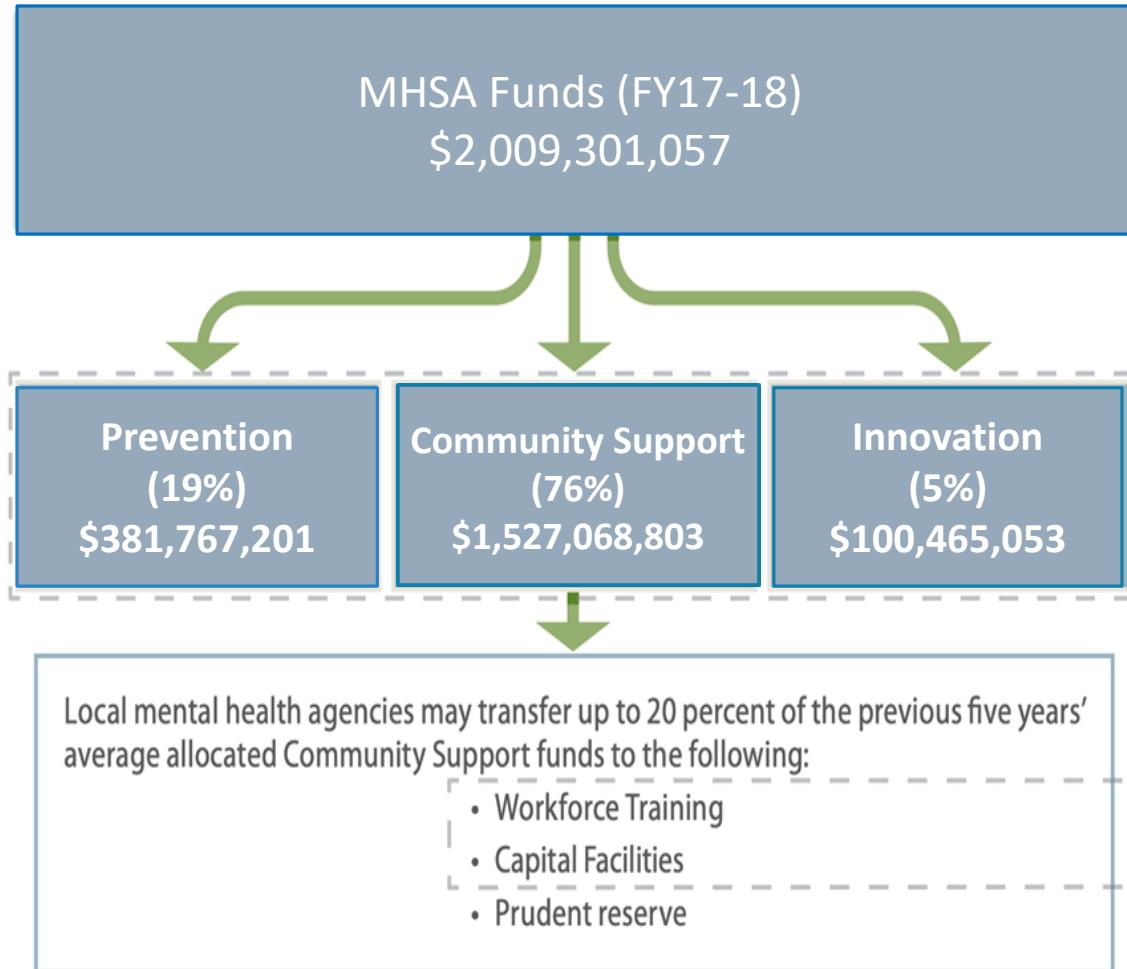 MHSA Funds (FY17-18)
$2,009,301,057
Prevention
(19%)
$381,767,201
Community Support
(76%)
$1,527,068,803
Innovation
(5%)
$100,465,053
Local mental health agencies may transfer up to 20 percent of the previous five years’
average allocated Community Support funds to the following:
• Workforce Training
• Capital Facilities
• Prudent reserve